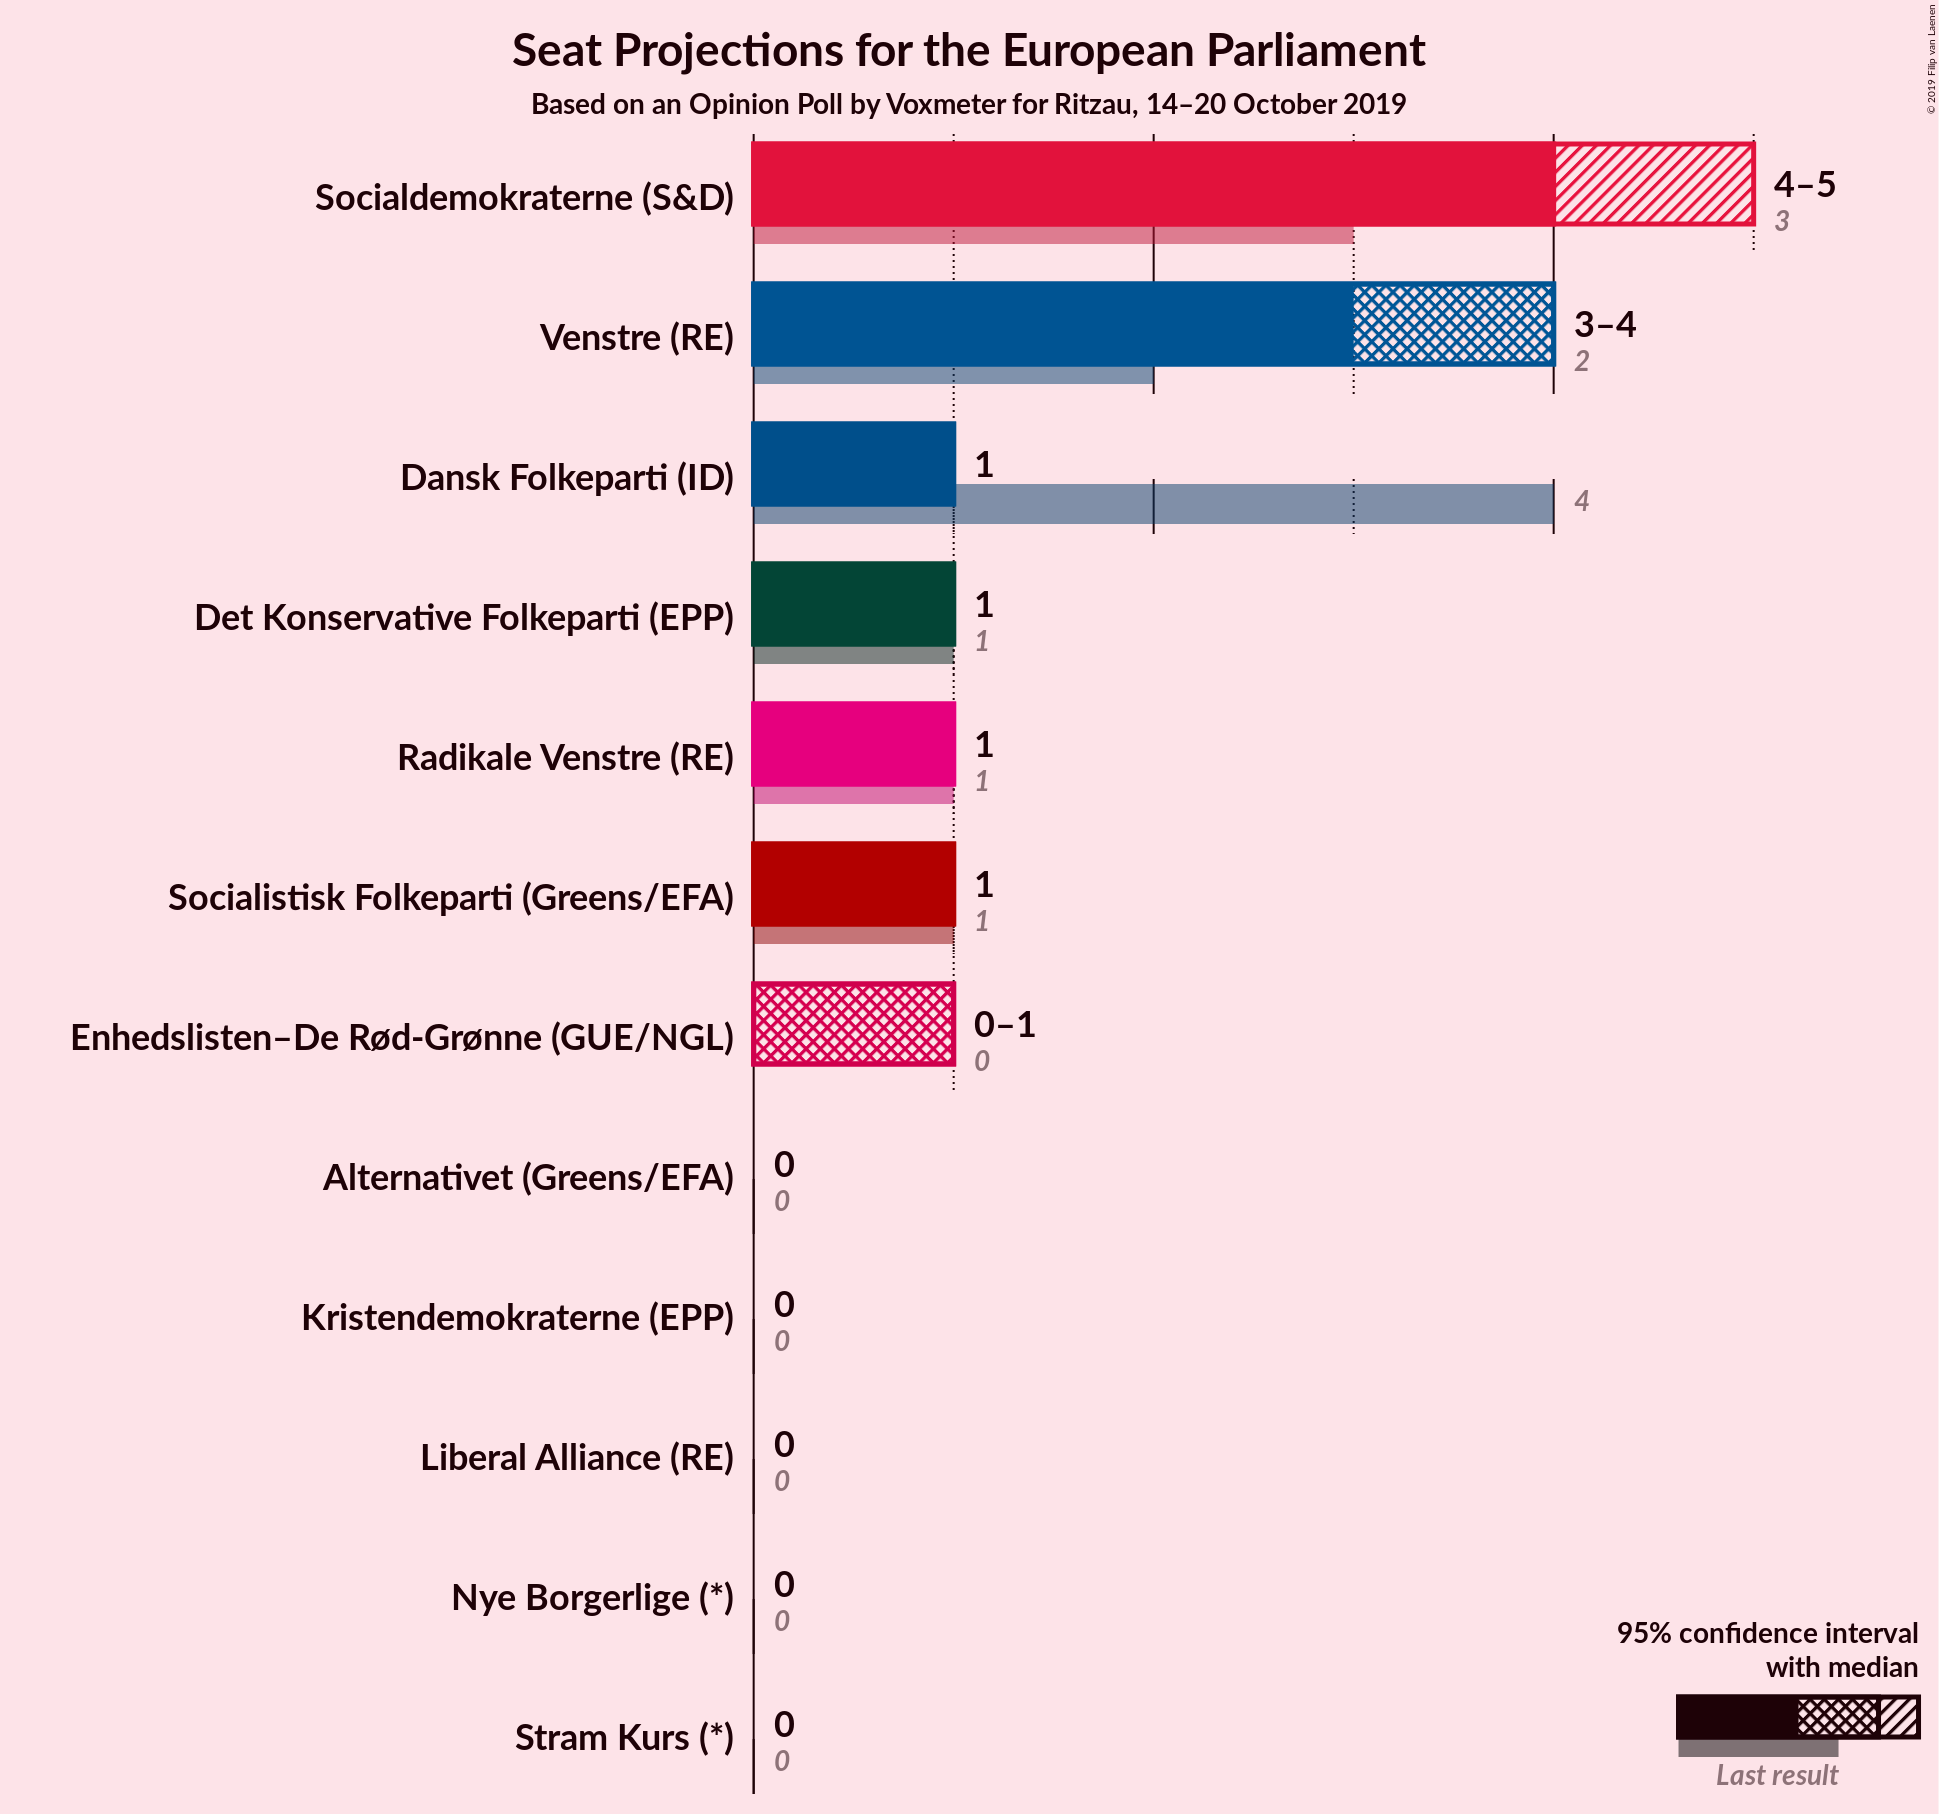 Seat Projections for the European Parliament
Based on an Opinion Poll by Voxmeter for Ritzau, 14–20 October 2019
© 2019 Filip van Laenen
Socialdemokraterne (S&D)
4–5
3
Venstre (RE)
3–4
2
Dansk Folkeparti (ID)
1
4
Det Konservative Folkeparti (EPP)
1
1
Radikale Venstre (RE)
1
1
Socialistisk Folkeparti (Greens/EFA)
1
1
Enhedslisten–De Rød-Grønne (GUE/NGL)
0–1
0
Alternativet (Greens/EFA)
0
0
Kristendemokraterne (EPP)
0
0
Liberal Alliance (RE)
0
0
Nye Borgerlige (*)
0
0
Stram Kurs (*)
0
0
95% confidence interval
with median
Last result